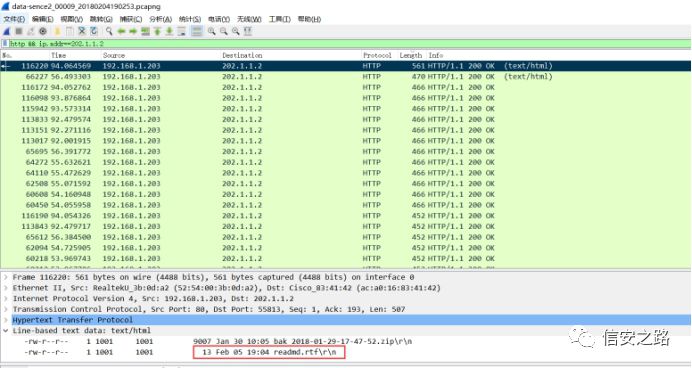 data-sence2_00009_20180204190253.pcapng
文件(F) 编辑(E) 视图(V) 跳转(G) 捕获(C) 分析(A) 统计(S) 电话(Y) 无线(W) 工具(T) 帮助(H)
http && ip.addr==202.1.1.2
No. Time Source Destination Protocol Length Info
116220 94.064569 192.168.1.203 202.1.1.2 HTTP 561 HTTP/1.1 200 OK (text/html)
66227 56.493303 192.168.1.203 202.1.1.2 HTTP 470 HTTP/1.1 200 OK (text/html)
116172 94.052762 192.168.1.203 202.1.1.2 HTTP 466 HTTP/1.1 200 OK
116098 93.876864 192.168.1.203 202.1.1.2 HTTP 466 HTTP/1.1 200 OK
115942 93.573314 192.168.1.203 202.1.1.2 HTTP 466 HTTP/1.1 200 OK
113833 92.479574 192.168.1.203 202.1.1.2 HTTP 466 HTTP/1.1 200 OK
113151 92.271116 192.168.1.203 202.1.1.2 HTTP 466 HTTP/1.1 200 OK
113017 92.001915 192.168.1.203 202.1.1.2 HTTP 466 HTTP/1.1 200 OK
65695 56.391772 192.168.1.203 202.1.1.2 HTTP 466 HTTP/1.1 200 OK
64272 55.632621 192.168.1.203 202.1.1.2 HTTP 466 HTTP/1.1 200 OK
64110 55.472629 192.168.1.203 202.1.1.2 HTTP 466 HTTP/1.1 200 OK
62508 55.071592 192.168.1.203 202.1.1.2 HTTP 466 HTTP/1.1 200 OK
60608 54.160948 192.168.1.203 202.1.1.2 HTTP 466 HTTP/1.1 200 OK
60450 54.055958 192.168.1.203 202.1.1.2 HTTP 466 HTTP/1.1 200 OK
116190 94.054326 192.168.1.203 202.1.1.2 HTTP 452 HTTP/1.1 200 OK
113843 92.479717 192.168.1.203 202.1.1.2 HTTP 452 HTTP/1.1 200 OK
65612 56.384500 192.168.1.203 202.1.1.2 HTTP 452 HTTP/1.1 200 OK
62094 54.725905 192.168.1.203 202.1.1.2 HTTP 452 HTTP/1.1 200 OK
60218 53.969743 192.168.1.203 202.1.1.2 HTTP 452 HTTP/1.1 200 OK
Frame 116220: 561 bytes on wire (4488 bits), 561 bytes captured (4488 bits) on interface 0
Ethernet II, Src: RealtekU_3b:0d:a2 (52:54:00:3b:0d:a2), Dst: Cisco_83:41:42 (ac:a0:16:83:41:42)
Internet Protocol Version 4, Src: 192.168.1.203, Dst: 202.1.1.2
Transmission Control Protocol, Src Port: 80, Dst Port: 55813, Seq: 1, Ack: 193, Len: 507
Hypertext Transfer Protocol
Line-based text data: text/html
-rw-r--r-- 1 1001 1001 9007 Jan 30 10:05 bak 2018-01-29-17-47-52.zip\r\n
-rw-r--r-- 1 1001 1001 13 Feb 05 19:04 readmd.rtf\r\n
信安之路